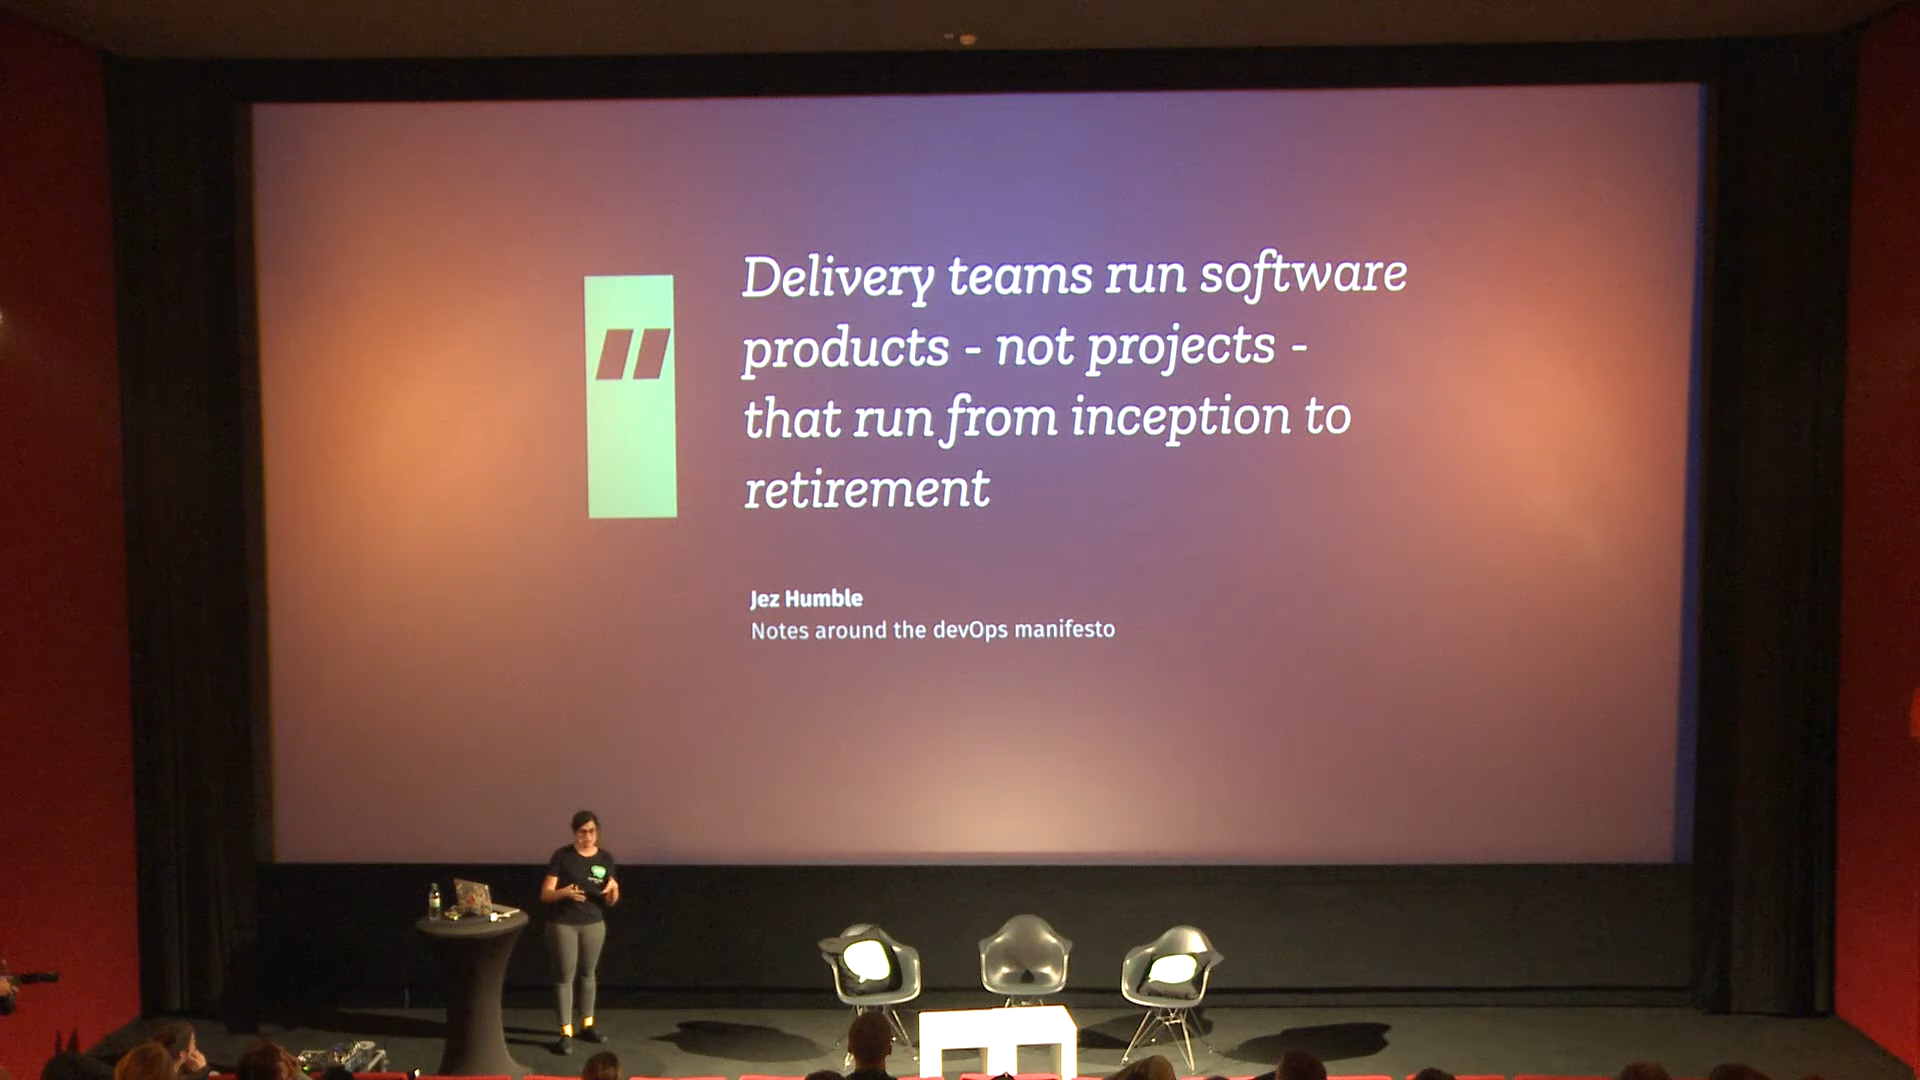 Delivery teams run software
products - not projects -
that run from inception to
retirement
Jez Humble
Notes around the devOps manifesto